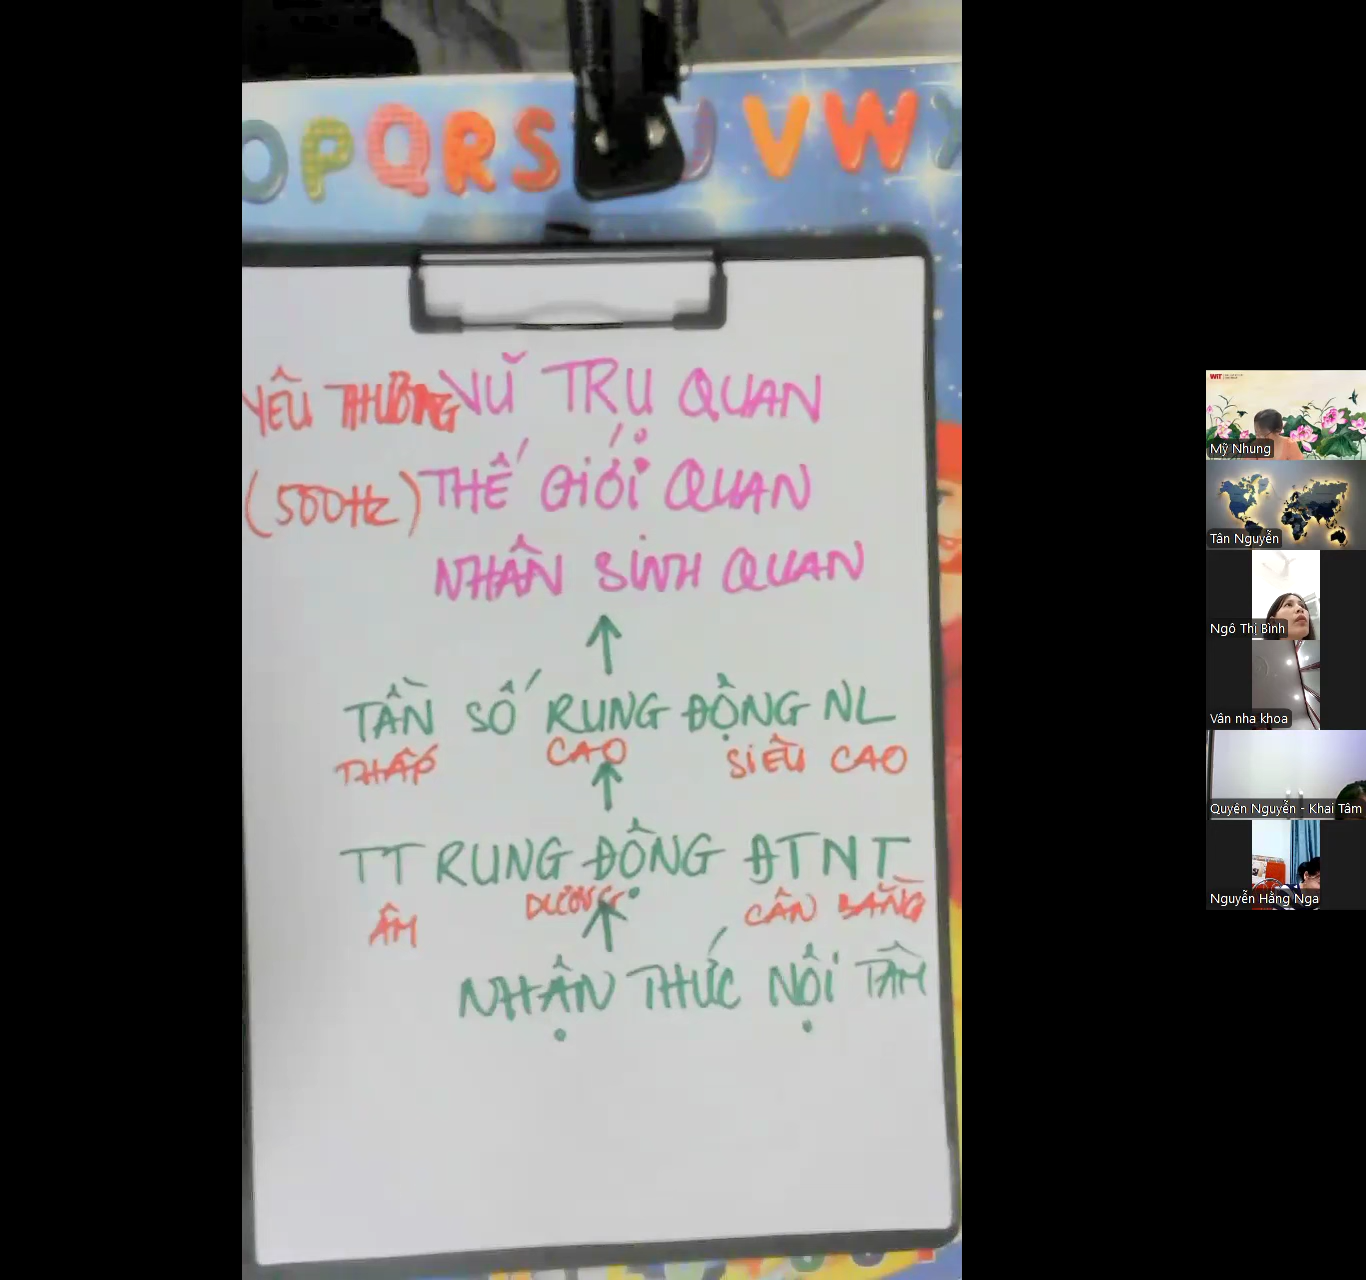 O P Q R S U V W X
YÊU THƯƠNG VŨ TRỤ QUAN
(500Hz) THẾ GIỚI QUAN
NHÂN SINH QUAN
TẦN SỐ RUNG ĐỘNG NL
THẤP CAO SIÊU CAO
TT RUNG ĐỘNG ĐTNT
ÂM DƯƠNG CÂN BẰNG
NHẬN THỨC NỘI TÂM
WIT
Mỹ Nhung
Tân Nguyễn
Ngô Thị Bình
Vân nha khoa
Quyên Nguyễn - Khai Tâm
Nguyễn Hằng Nga